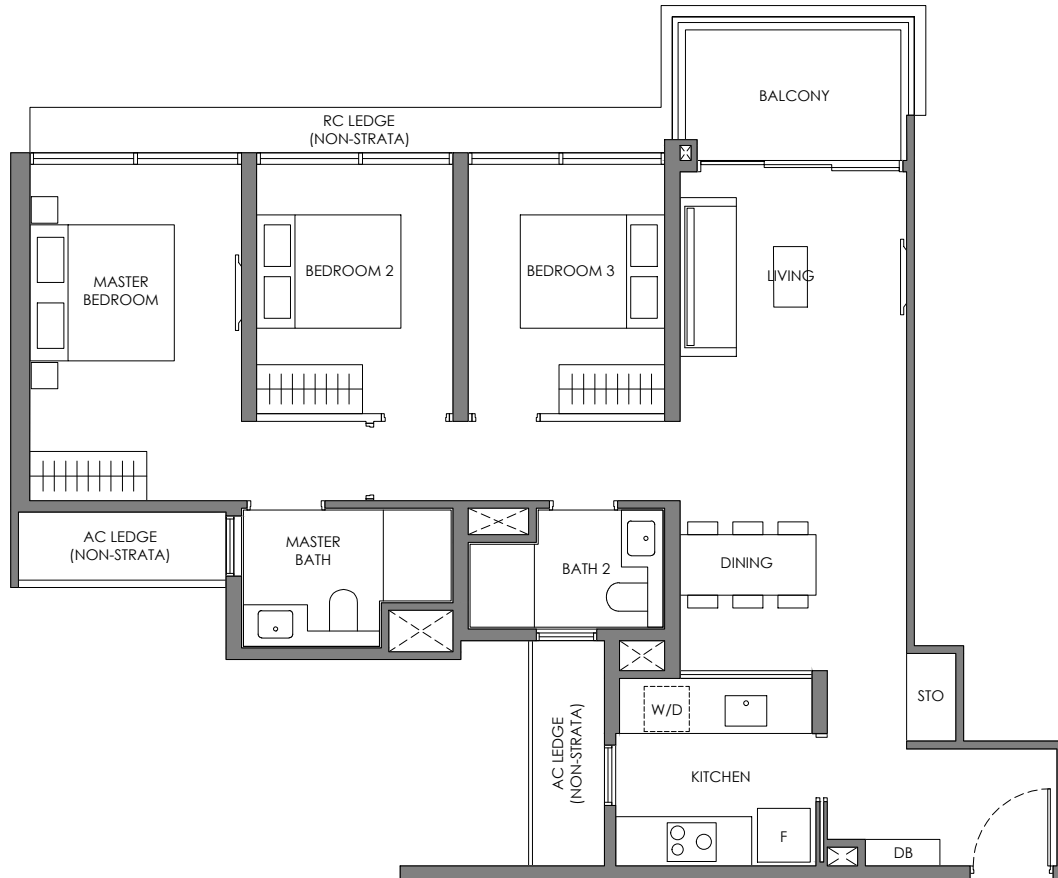 BALCONY
RC LEDGE
(NON-STRATA)
MASTER
BEDROOM
BEDROOM 2
BEDROOM 3
LIVING
AC LEDGE
(NON-STRATA)
MASTER
BATH
BATH 2
DINING
W/D
STO
AC LEDGE
(NON-STRATA)
KITCHEN
F
DB